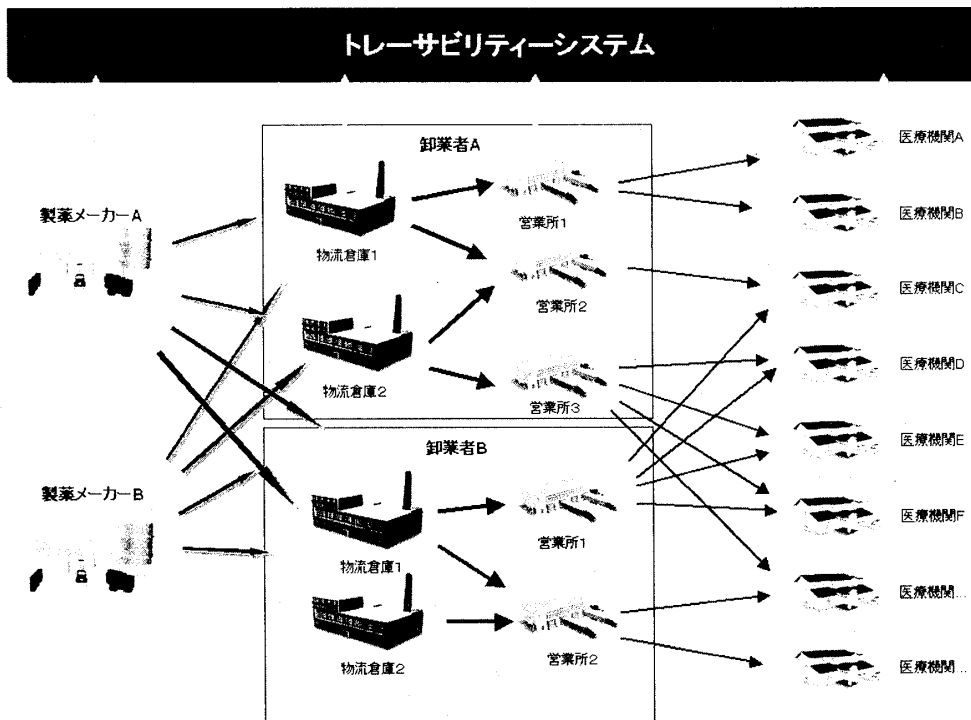 トレーサビリティーシステム
製薬メーカーA
製薬メーカーB
卸業者A
物流倉庫1
物流倉庫2
営業所1
営業所2
営業所3
卸業者B
物流倉庫1
物流倉庫2
営業所1
営業所2
医療機関A
医療機関B
医療機関C
医療機関D
医療機関E
医療機関F
医療機関...
医療機関...